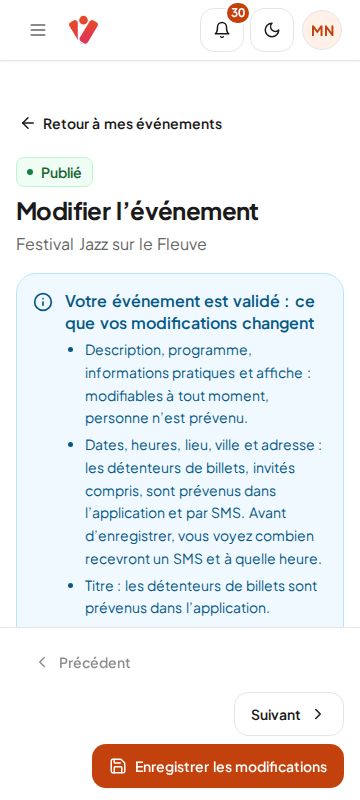 30
MN
Retour à mes événements
Publié
Modifier l’événement
Festival Jazz sur le Fleuve
Votre événement est validé : ce
que vos modifications changent
Description, programme,
informations pratiques et affiche :
modifiables à tout moment,
personne n’est prévenu.
Dates, heures, lieu, ville et adresse :
les détenteurs de billets, invités
compris, sont prévenus dans
l’application et par SMS. Avant
d’enregistrer, vous voyez combien
recevront un SMS et à quelle heure.
Titre : les détenteurs de billets sont
prévenus dans l’application.
Précédent
Suivant
Enregistrer les modifications